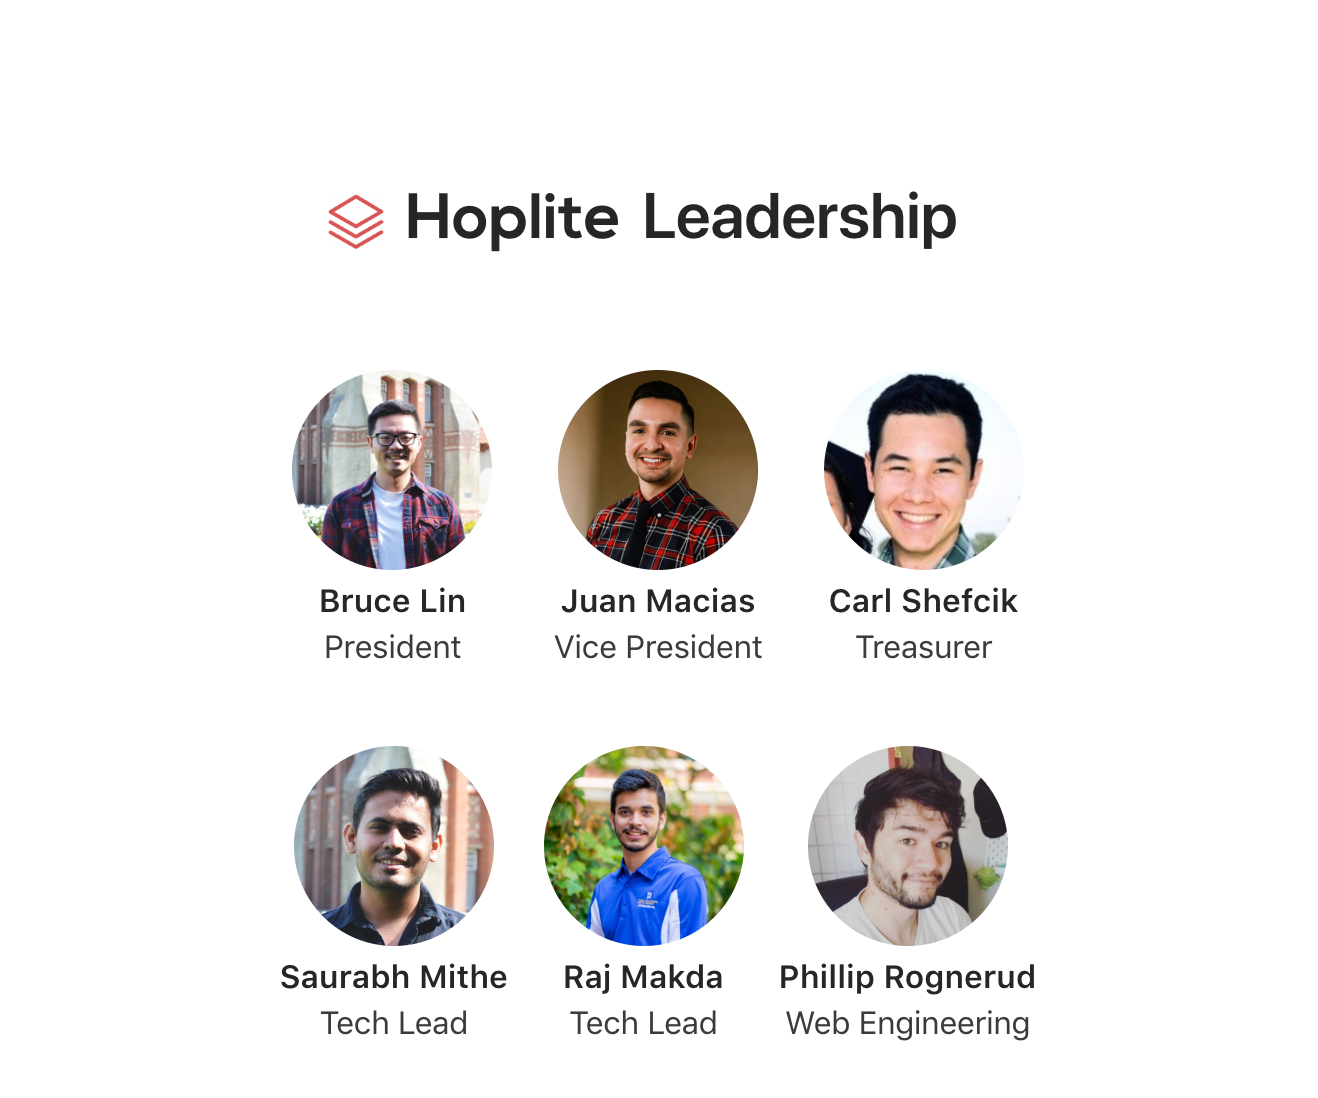 Hoplite Leadership
Bruce Lin
Juan Macias
Carl Shefcik
President
Vice President
Treasurer
Saurabh Mithe
Raj Makda
Phillip Rognerud
Tech Lead
Tech Lead
Web Engineering